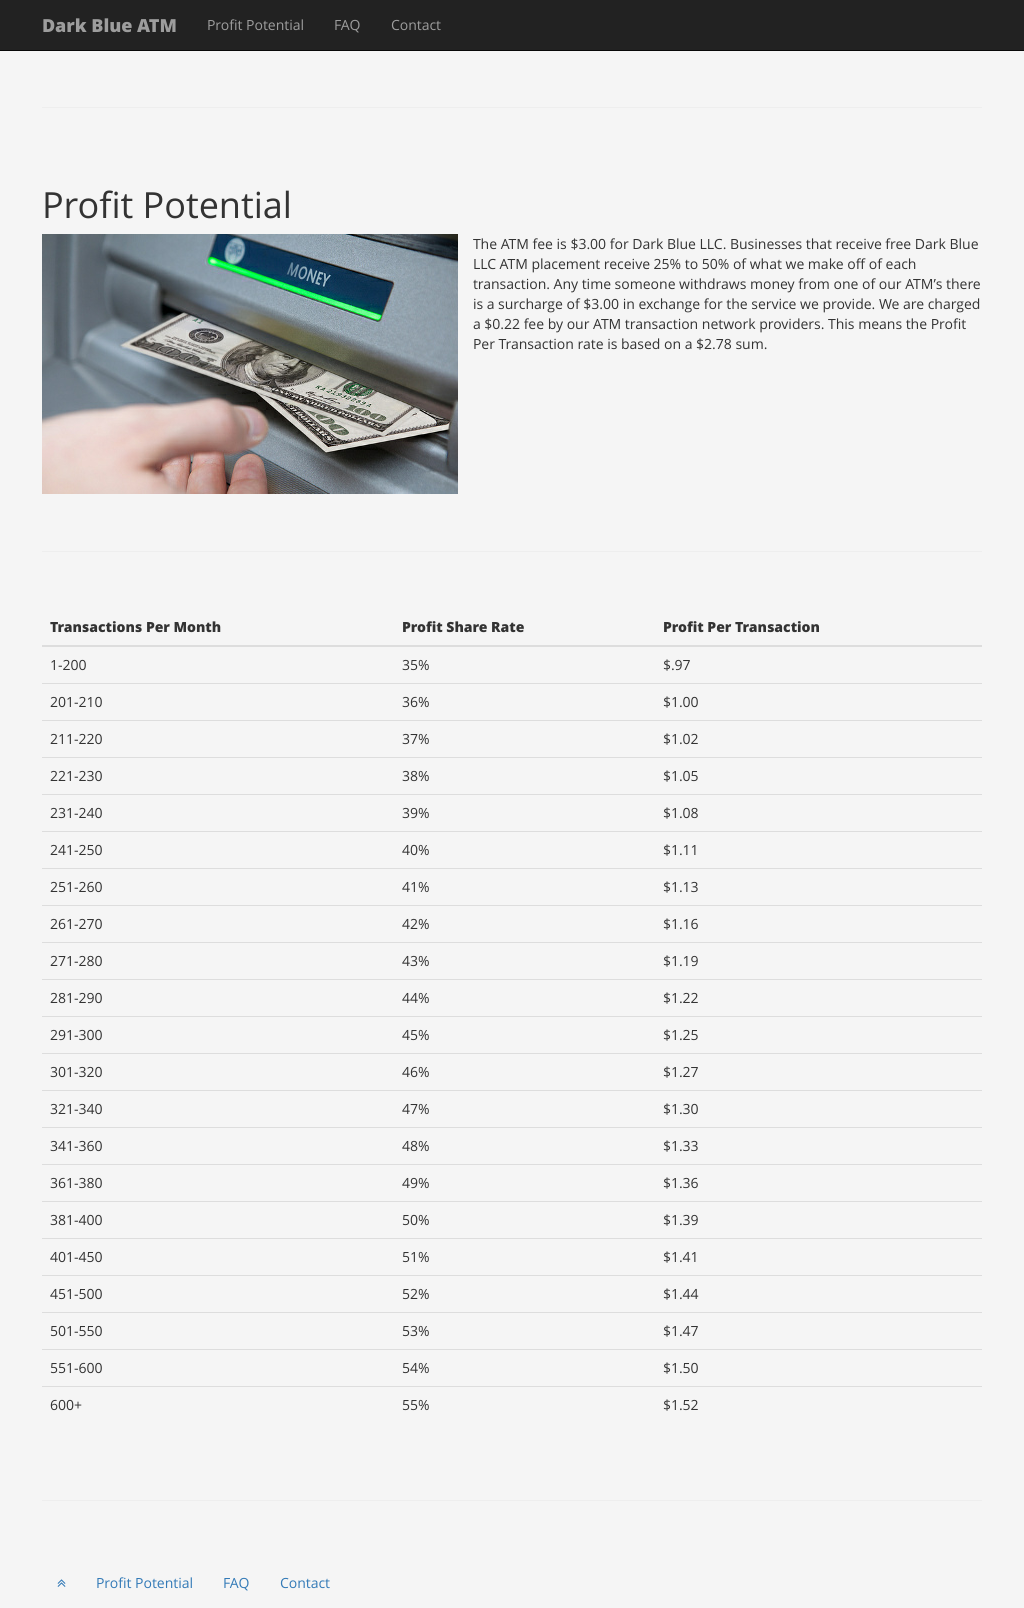 Dark Blue ATM Profit Potential FAQ Contact
Profit Potential
MONEY
100
The ATM fee is $3.00 for Dark Blue LLC. Businesses that receive free Dark Blue
LLC ATM placement receive 25% to 50% of what we make off of each
transaction. Any time someone withdraws money from one of our ATM’s there
is a surcharge of $3.00 in exchange for the service we provide. We are charged
a $0.22 fee by our ATM transaction network providers. This means the Profit
Per Transaction rate is based on a $2.78 sum.
Transactions Per Month Profit Share Rate Profit Per Transaction
1-200 35% $.97
201-210 36% $1.00
211-220 37% $1.02
221-230 38% $1.05
231-240 39% $1.08
241-250 40% $1.11
251-260 41% $1.13
261-270 42% $1.16
271-280 43% $1.19
281-290 44% $1.22
291-300 45% $1.25
301-320 46% $1.27
321-340 47% $1.30
341-360 48% $1.33
361-380 49% $1.36
381-400 50% $1.39
401-450 51% $1.41
451-500 52% $1.44
501-550 53% $1.47
551-600 54% $1.50
600+ 55% $1.52
Profit Potential FAQ Contact